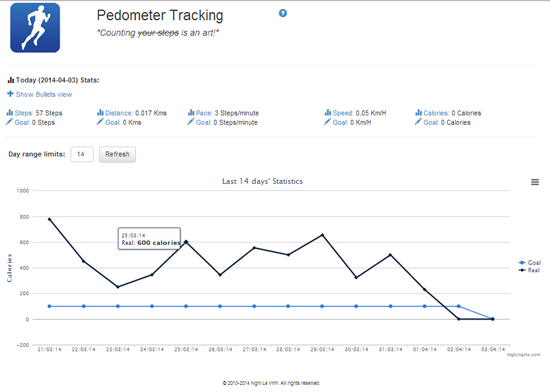 Pedometer Tracking
?
"Counting your steps is an art!"
Today (2014-04-03) Stats:
Show Bullets view
Steps: 57 Steps
Distance: 0.017 Kms
Pace: 3 Steps/minute
Speed: 0.05 Km/H
Calories: 0 Calories
Goal: 0 Steps
Goal: 0 Kms
Goal: 0 Steps/minute
Goal: 0 Km/H
Goal: 0 Calories
Day range limits: 14 Refresh
Last 14 days' Statistics
Calories
1000
800
600
400
200
0
-200
25:03:14
Real: 600 calories
Goal
Real
21:03:14 22:03:14 23:03:14 24:03:14 25:03:14 26:03:14 27:03:14 28:03:14 29:03:14 30:03:14 31:03:14 01:04:14 02:04:14 03:04:14
Highcharts.com
© 2013-2014 Nghi Le Vinh. All rights reserved.